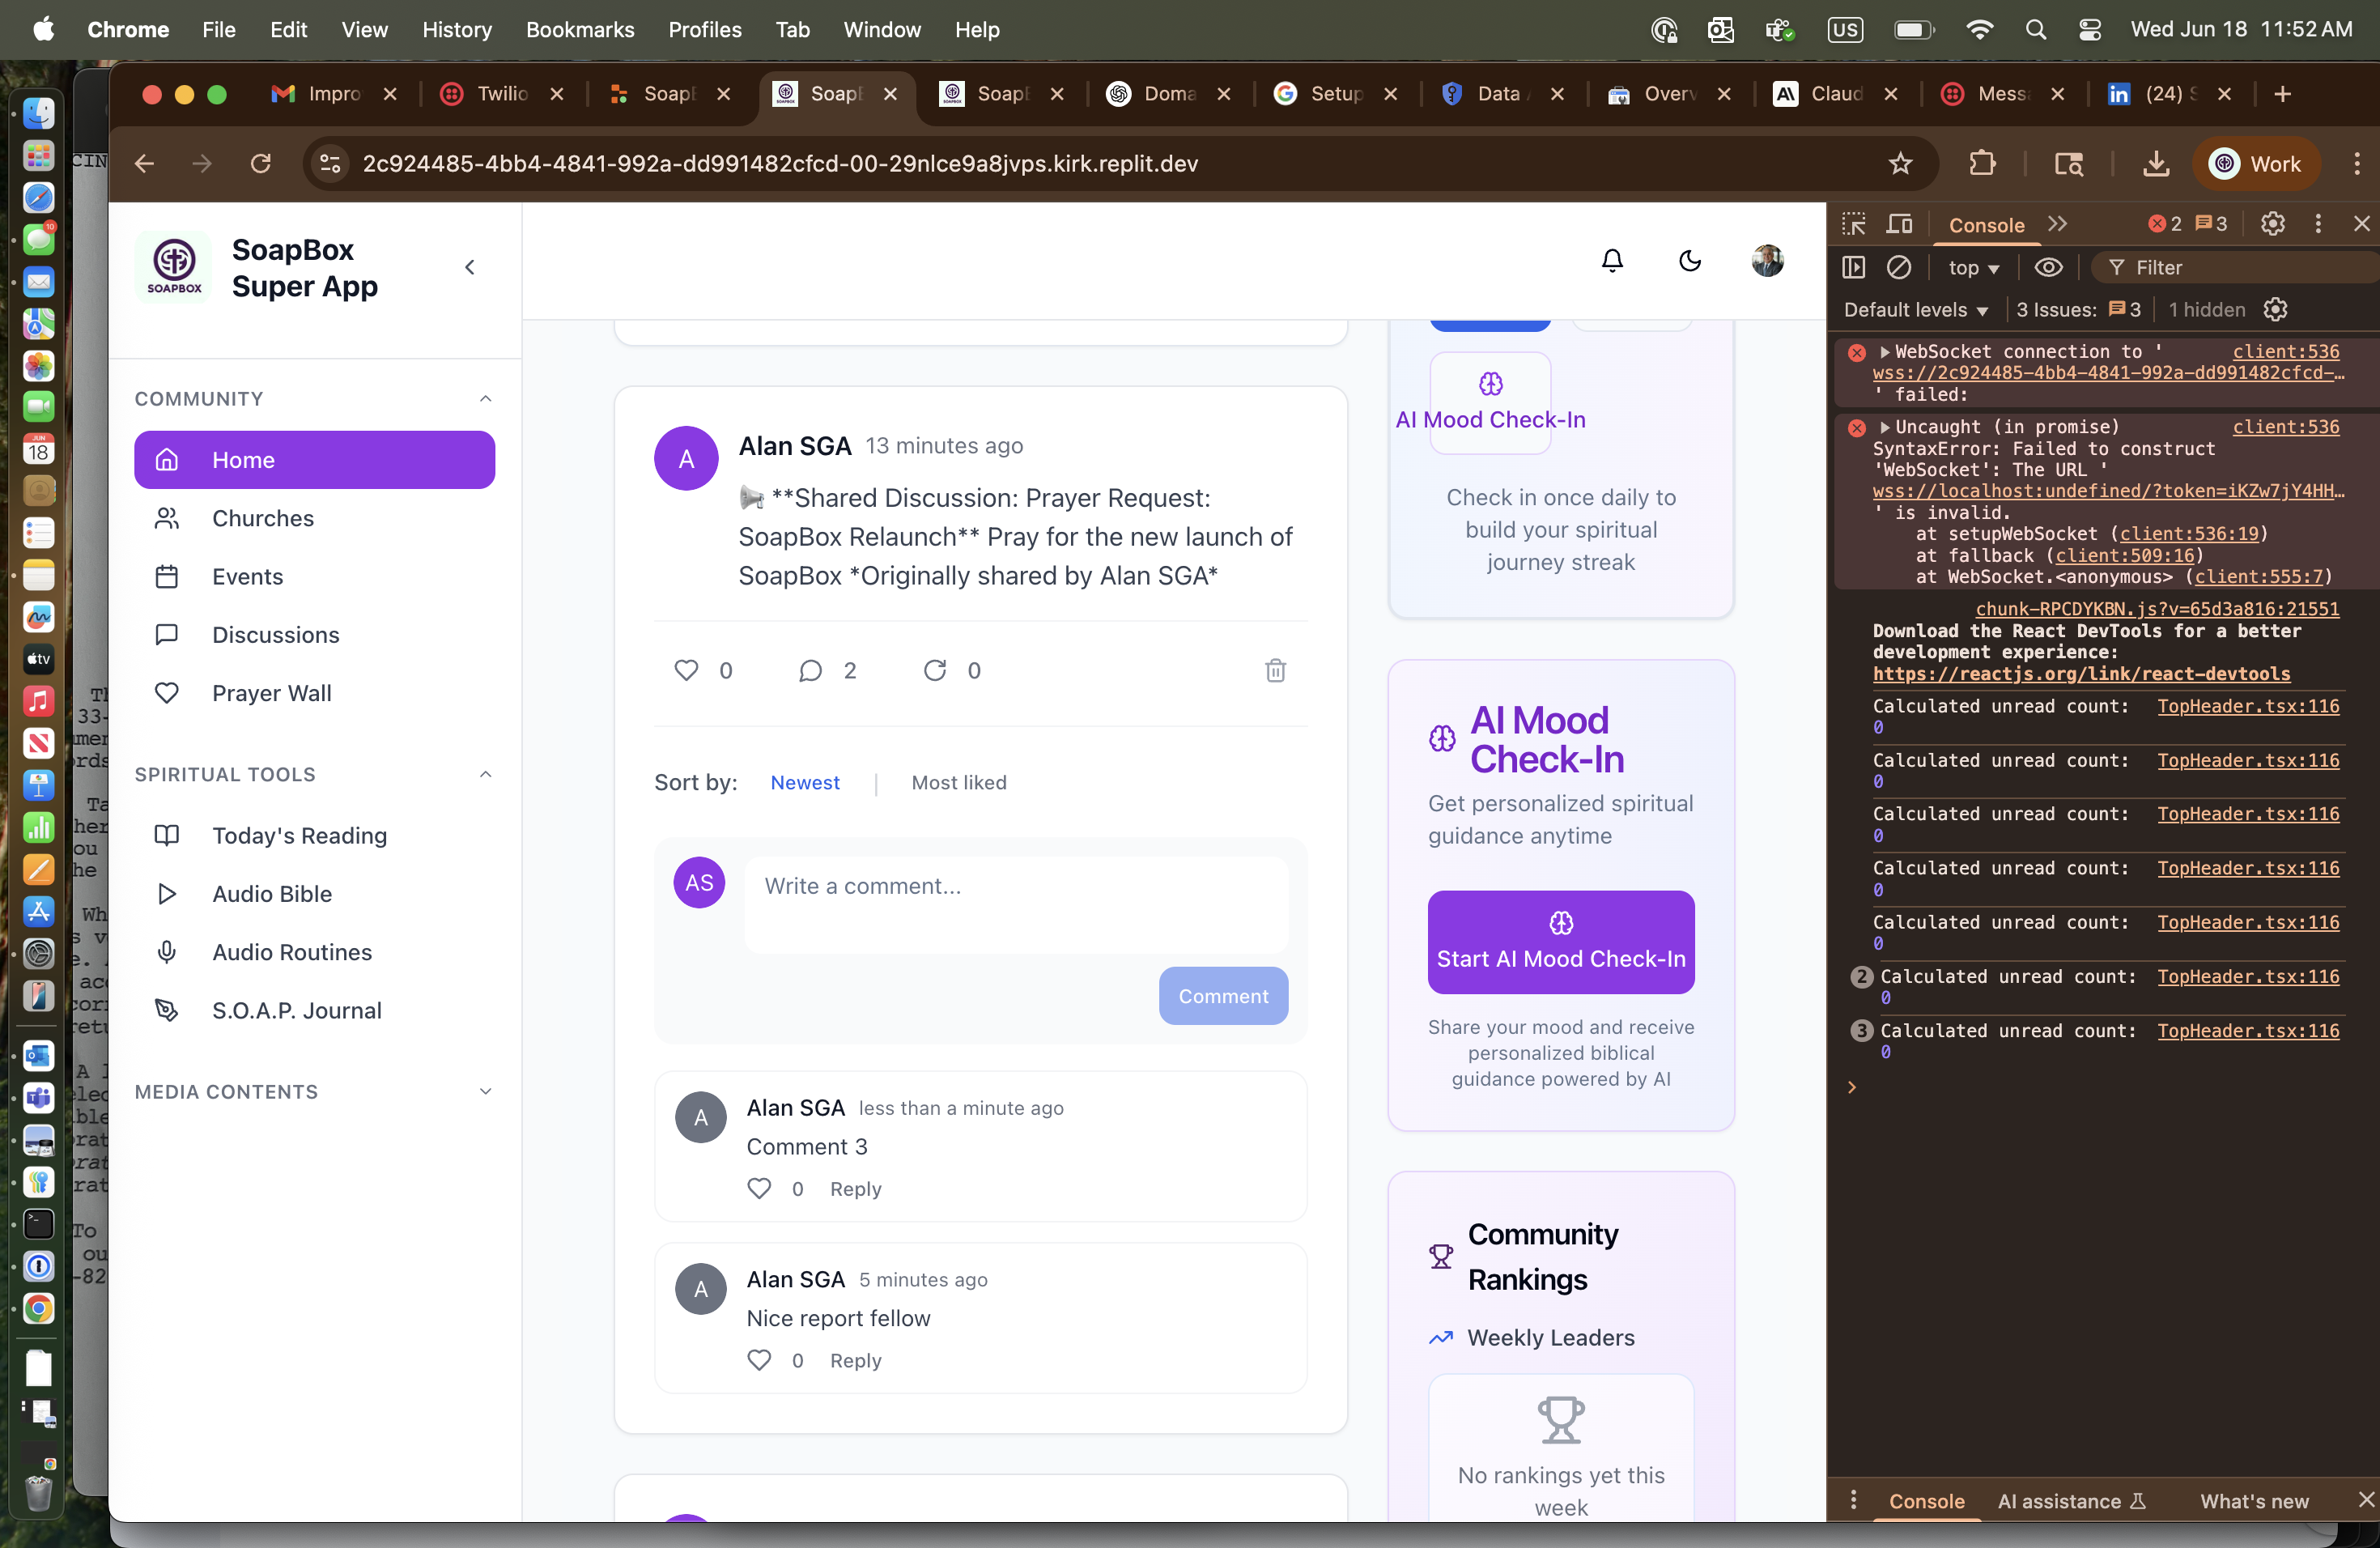 Chrome File Edit View History Bookmarks Profiles Tab Window Help US Wed Jun 18 11:52 AM
Impro Twilio Soap Soap Soap Doma Setup Data Overv Claud Mess (24)
2c924485-4bb4-4841-992a-dd991482cfcd-00-29nlce9a8jvps.kirk.replit.dev Work
SOAPBOX
SoapBox
Super App
COMMUNITY
Home
Churches
Events
Discussions
Prayer Wall
SPIRITUAL TOOLS
Today's Reading
Audio Bible
Audio Routines
S.O.A.P. Journal
MEDIA CONTENTS
A
Alan SGA 13 minutes ago
**Shared Discussion: Prayer Request:
SoapBox Relaunch** Pray for the new launch of
SoapBox *Originally shared by Alan SGA*
0 2 0
Sort by: Newest | Most liked
AS
Write a comment...
Comment
A
Alan SGA less than a minute ago
Comment 3
0 Reply
A
Alan SGA 5 minutes ago
Nice report fellow
0 Reply
AI Mood Check-In
Check in once daily to
build your spiritual
journey streak
AI Mood
Check-In
Get personalized spiritual
guidance anytime
Start AI Mood Check-In
Share your mood and receive
personalized biblical
guidance powered by AI
Community
Rankings
Weekly Leaders
No rankings yet this
week
Console 2 3
top Filter
Default levels 3 Issues: 3 1 hidden
WebSocket connection to ' client:536
wss://2c924485-4bb4-4841-992a-dd991482cfcd-…
' failed:
Uncaught (in promise) client:536
SyntaxError: Failed to construct
'WebSocket': The URL '
wss://localhost:undefined/?token=iKZw7jY4HH…
' is invalid.
at setupWebSocket (client:536:19)
at fallback (client:509:16)
at WebSocket.<anonymous> (client:555:7)
chunk-RPCDYKBN.js?v=65d3a816:21551
Download the React DevTools for a better
development experience:
https://reactjs.org/link/react-devtools
Calculated unread count: TopHeader.tsx:116
0
Calculated unread count: TopHeader.tsx:116
0
Calculated unread count: TopHeader.tsx:116
0
Calculated unread count: TopHeader.tsx:116
0
Calculated unread count: TopHeader.tsx:116
0
2 Calculated unread count: TopHeader.tsx:116
0
3 Calculated unread count: TopHeader.tsx:116
0
Console AI assistance What's new